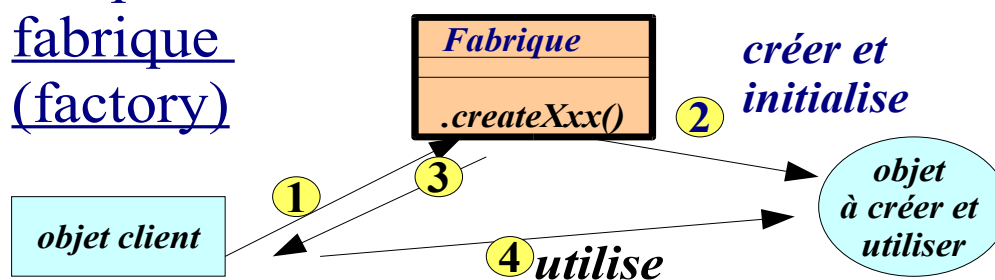 fabrique
(factory)
Fabrique
.createXxx()
créer et
initialise
2
1
3
objet client
objet
à créer et
utiliser
4 utilise